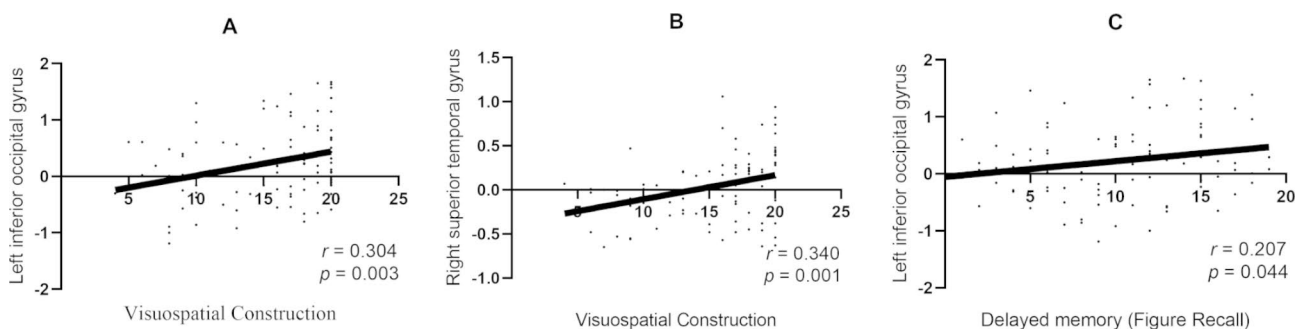 A
Left inferior occipital gyrus
2
1
0
-1
-2
5
10
15
20
25
r = 0.304
p = 0.003
Visuospatial Construction
B
Right superior temporal gyrus
1.5
1.0
0.5
0.0
-0.5
-1.0
5
10
15
20
25
r = 0.340
p = 0.001
Visuospatial Construction
C
Left inferior occipital gyrus
2
1
0
-1
-2
5
10
15
20
25
r = 0.207
p = 0.044
Delayed memory (Figure Recall)